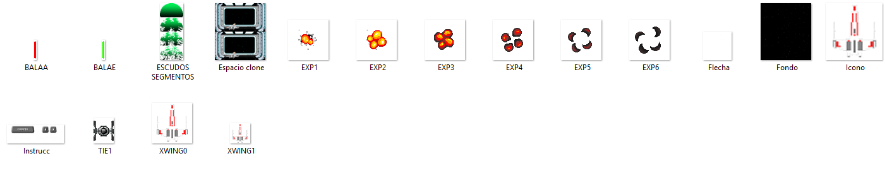 BALAA
BALAE
ESCUDOS
SEGMENTOS
Espacio clone
EXP1
EXP2
EXP3
EXP4
EXP5
EXP6
Flecha
Fondo
Icono
Instrucc
TIE1
XWING0
XWING1